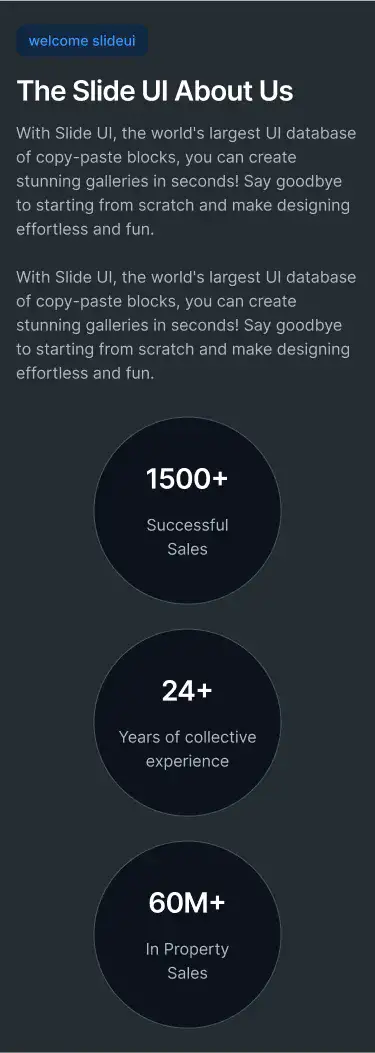 welcome slideui
The Slide UI About Us
With Slide UI, the world's largest UI database
of copy-paste blocks, you can create
stunning galleries in seconds! Say goodbye
to starting from scratch and make designing
effortless and fun.
With Slide UI, the world's largest UI database
of copy-paste blocks, you can create
stunning galleries in seconds! Say goodbye
to starting from scratch and make designing
effortless and fun.
1500+
Successful
Sales
24+
Years of collective
experience
60M+
In Property
Sales